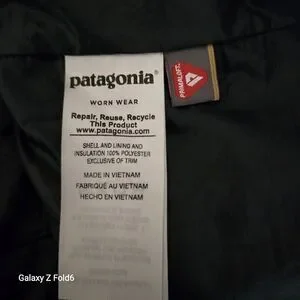 patagonia®
WORN WEAR
Repair, Reuse, Recycle
This Product
www.patagonia.com
SHELL AND LINING AND
INSULATION 100% POLYESTER
EXCLUSIVE OF TRIM
MADE IN VIETNAM
FABRIQUÉ AU VIETNAM
HECHO EN VIETNAM
PRIMALOFT
Galaxy Z Fold6